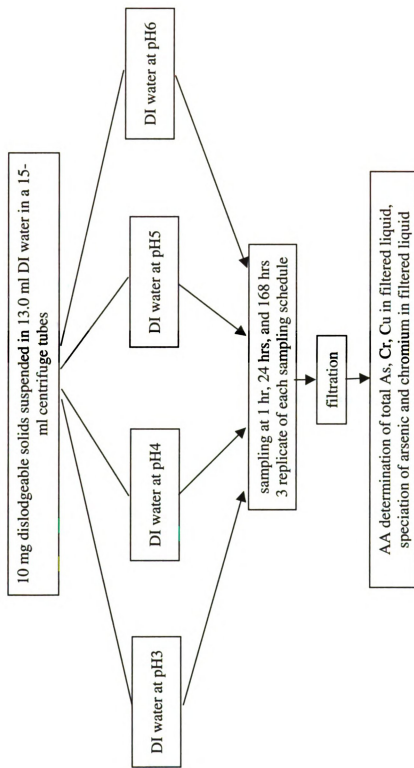 10 mg dislodgeable solids suspended in 13.0 ml DI water in a 15-
ml centrifuge tubes
DI water at pH3
DI water at pH4
DI water at pH5
DI water at pH6
sampling at 1 hr, 24 hrs, and 168 hrs
3 replicate of each sampling schedule
filtration
AA determination of total As, Cr, Cu in filtered liquid,
speciation of arsenic and chromium in filtered liquid